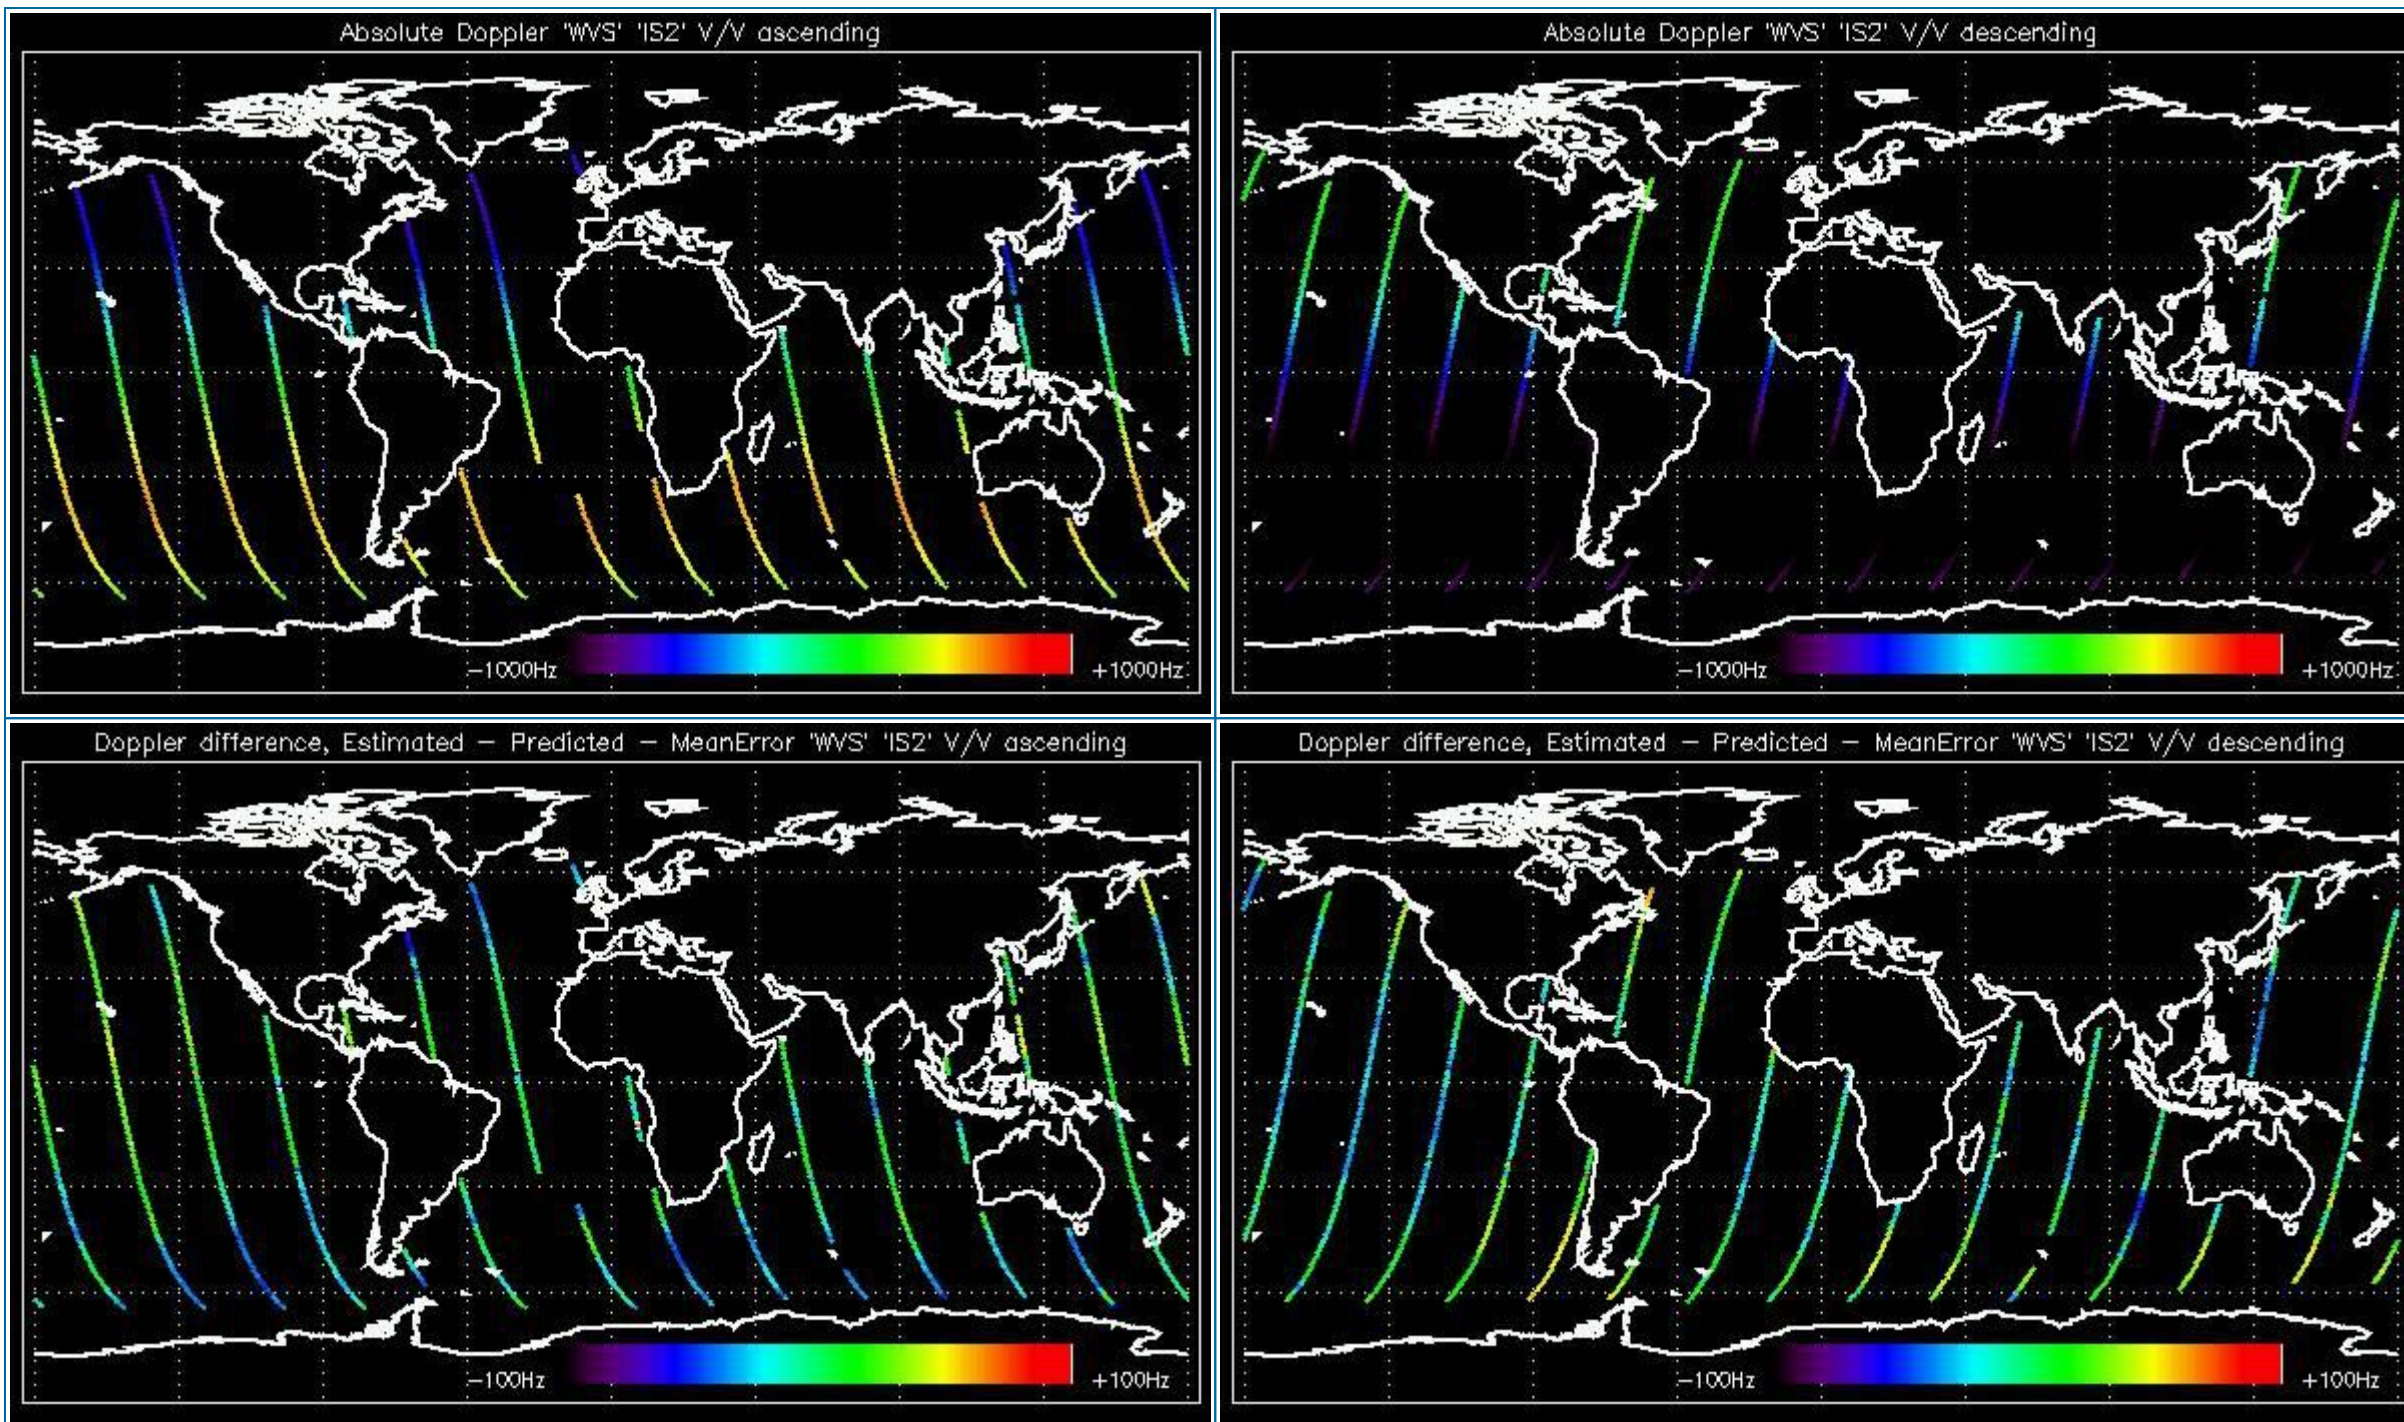 Absolute Doppler 'WVS' 'IS2' V/V ascending
-1000Hz
+1000Hz
Absolute Doppler 'WVS' 'IS2' V/V descending
-1000Hz
+1000Hz
Doppler difference, Estimated - Predicted - MeanError 'WVS' 'IS2' V/V ascending
-100Hz
+100Hz
Doppler difference, Estimated - Predicted - MeanError 'WVS' 'IS2' V/V descending
-100Hz
+100Hz